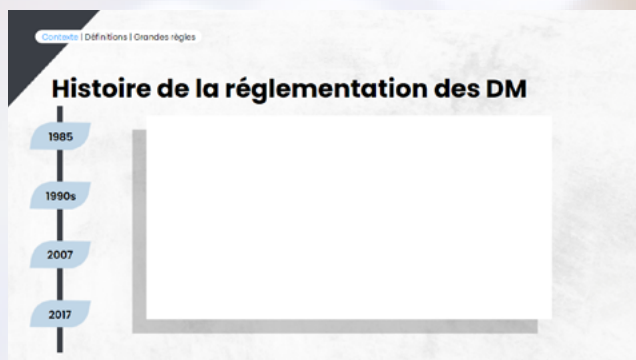 Contexte | Définitions | Grandes règles
Histoire de la réglementation des DM
1985
1990s
2007
2017